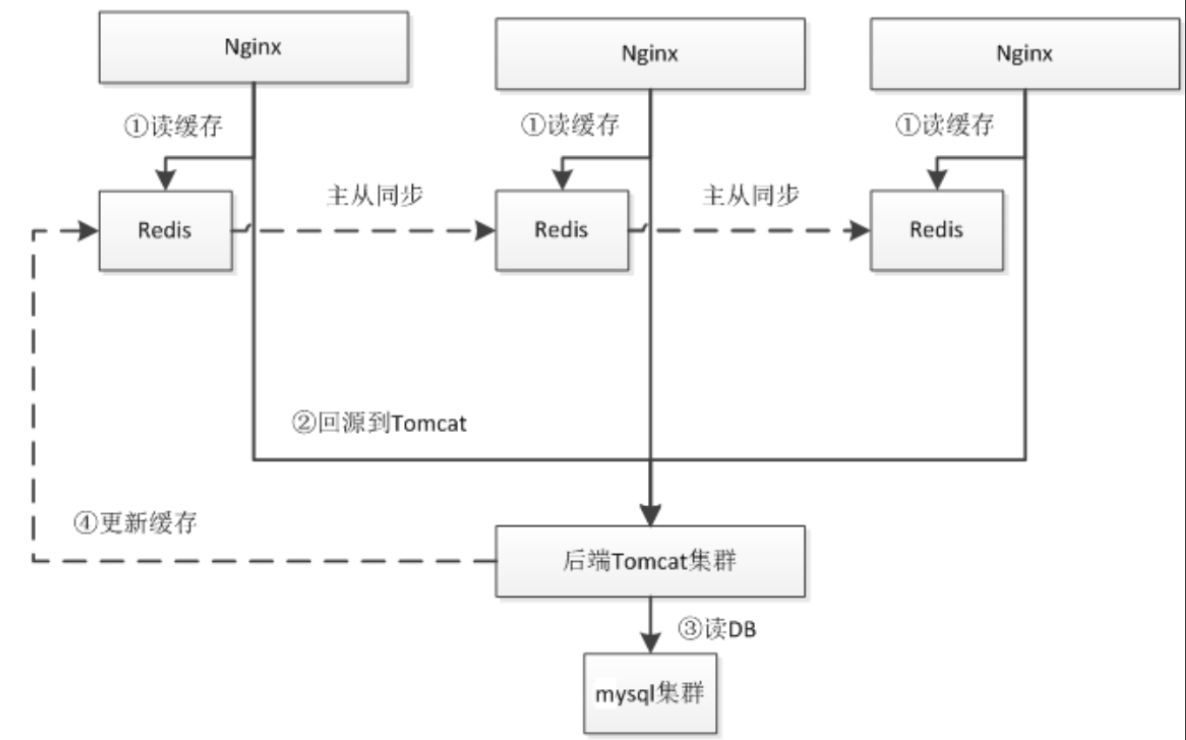 Nginx
Nginx
Nginx
①读缓存
①读缓存
①读缓存
主从同步
主从同步
Redis
Redis
Redis
②回源到Tomcat
④更新缓存
后端Tomcat集群
③读DB
mysql集群